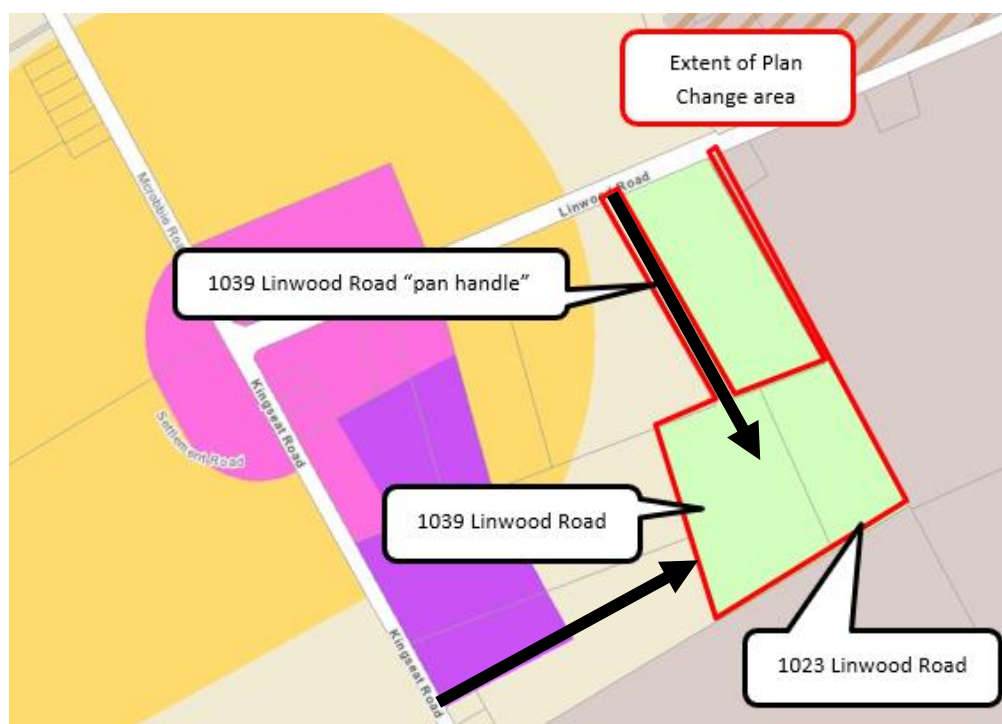 Extent of Plan
Change area
Mcrobbie Road
Linwood Road
1039 Linwood Road “pan handle”
Kingseat Road
Settlement Road
1039 Linwood Road
Kingseat Road
1023 Linwood Road